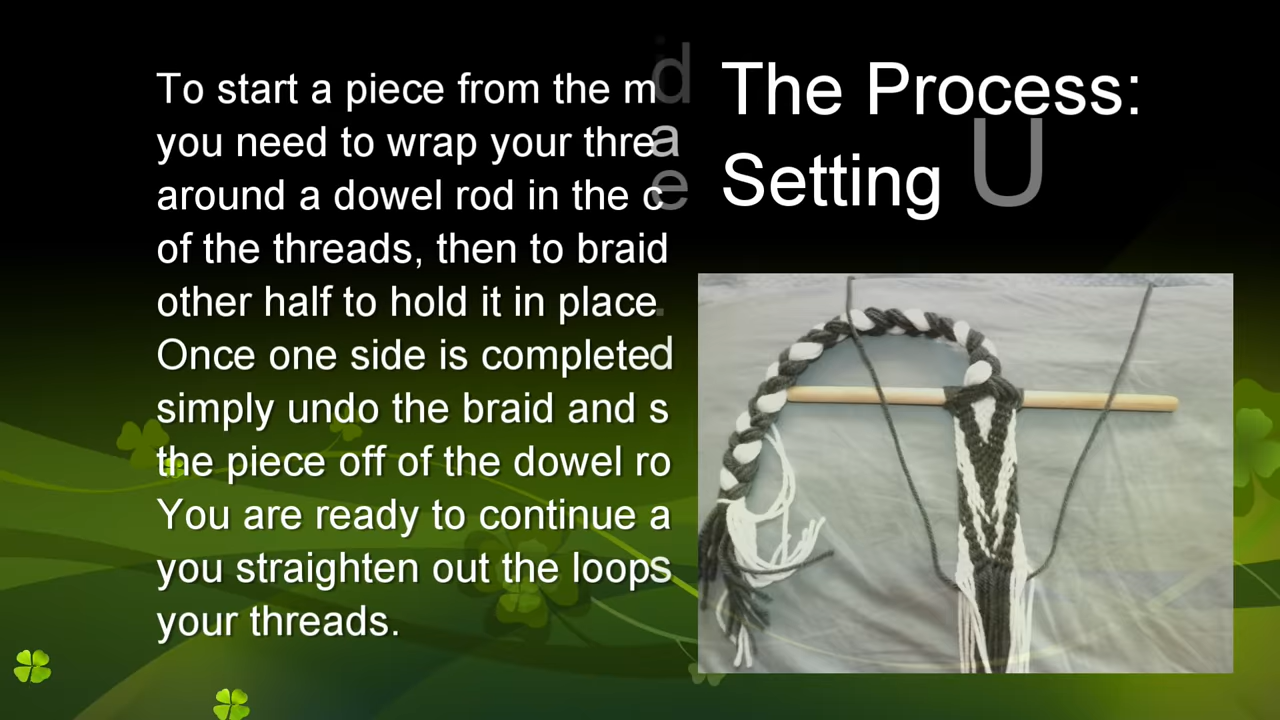 To start a piece from the m
you need to wrap your threa
around a dowel rod in the ce
of the threads, then to braid
other half to hold it in place.
Once one side is completed
simply undo the braid and s
the piece off of the dowel ro
You are ready to continue a
you straighten out the loops
your threads.
The Process:
Setting U